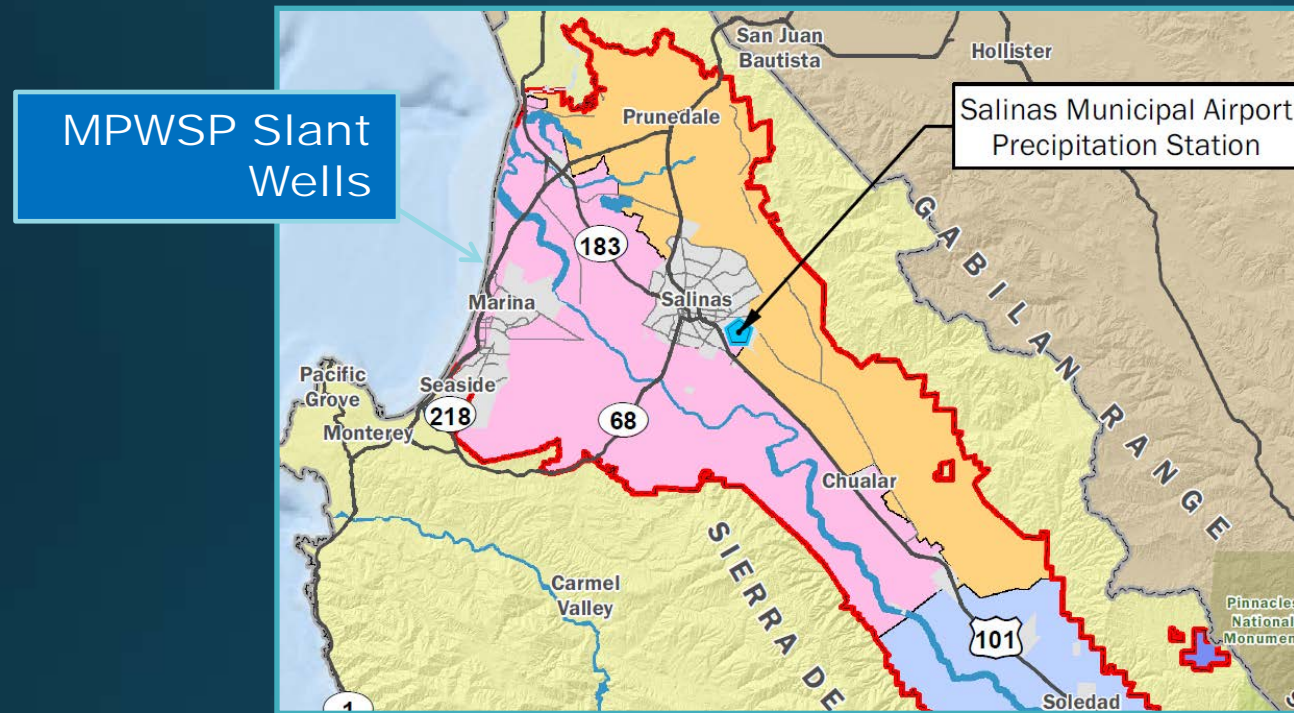 San Juan
Bautista
Hollister
MPWSP Slant
Wells
Salinas Municipal Airport
Precipitation Station
Prunedale
GABILAN RANGE
183
Marina
Salinas
Pacific
Grove
Seaside
218
Monterey
68
Chualar
SIERRA DE
Carmel
Valley
Pinnacles
National
Monument
101
1
Soledad